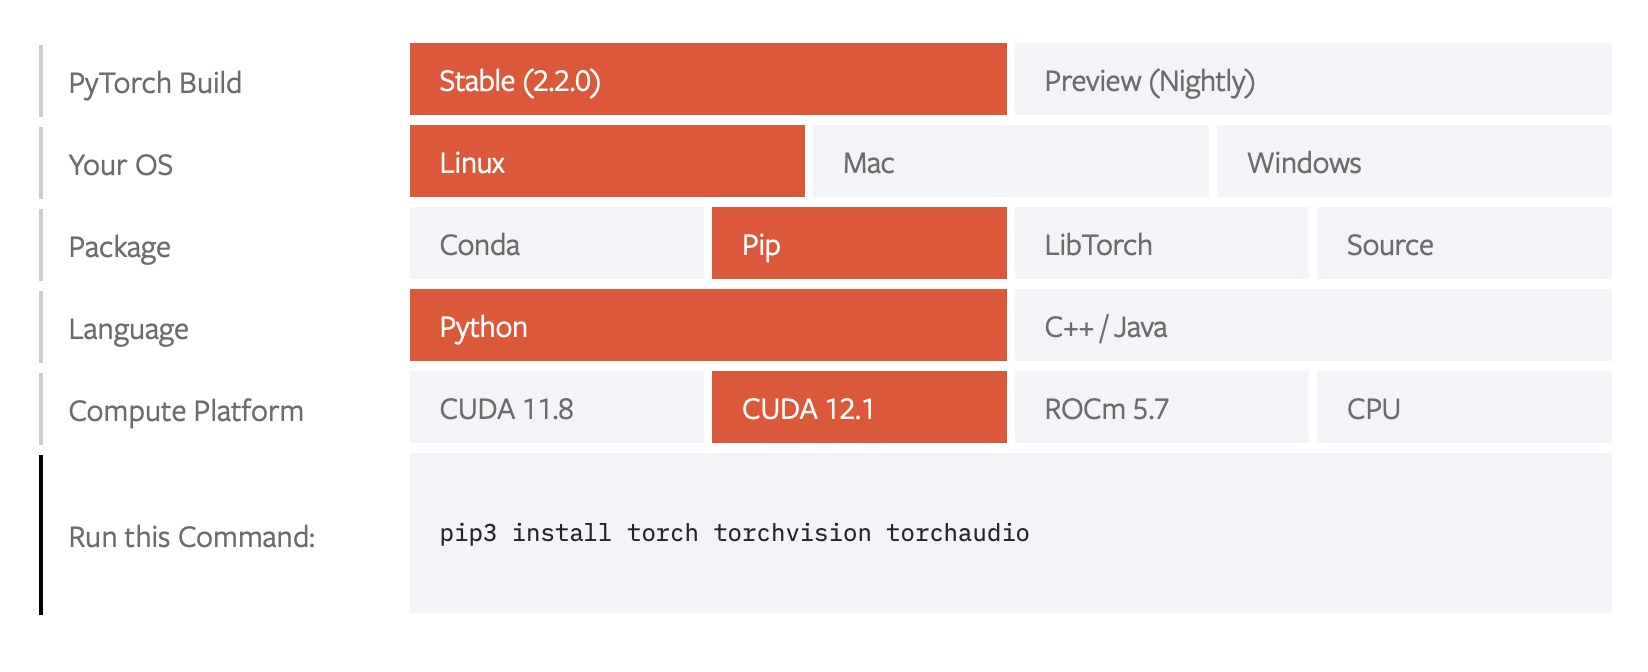 PyTorch Build
Stable (2.2.0)
Preview (Nightly)
Your OS
Linux
Mac
Windows
Package
Conda
Pip
LibTorch
Source
Language
Python
C++ / Java
Compute Platform
CUDA 11.8
CUDA 12.1
ROCm 5.7
CPU
Run this Command:
pip3 install torch torchvision torchaudio